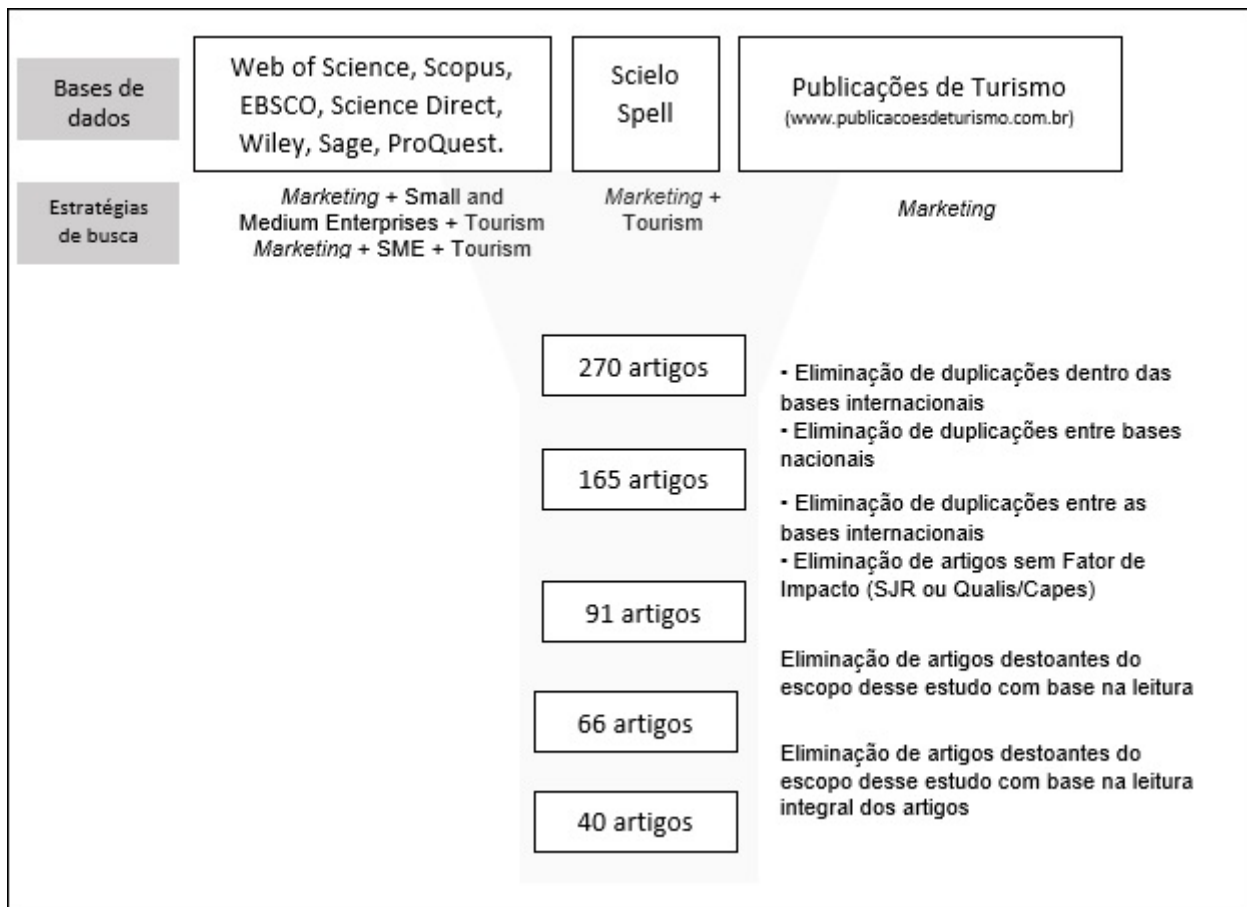 Bases de
dados
Web of Science, Scopus,
EBSCO, Science Direct,
Wiley, Sage, ProQuest.
Scielo
Spell
Publicações de Turismo
(www.publicacoesdeturismo.com.br)
Estratégias
de busca
Marketing + Small and
Medium Enterprises + Tourism
Marketing + SME + Tourism
Marketing +
Tourism
Marketing
270 artigos
▪ Eliminação de duplicações dentro das
bases internacionais
▪ Eliminação de duplicações entre bases
nacionais
165 artigos
▪ Eliminação de duplicações entre as
bases internacionais
▪ Eliminação de artigos sem Fator de
Impacto (SJR ou Qualis/Capes)
91 artigos
Eliminação de artigos destoantes do
escopo desse estudo com base na leitura
66 artigos
Eliminação de artigos destoantes do
escopo desse estudo com base na leitura
integral dos artigos
40 artigos